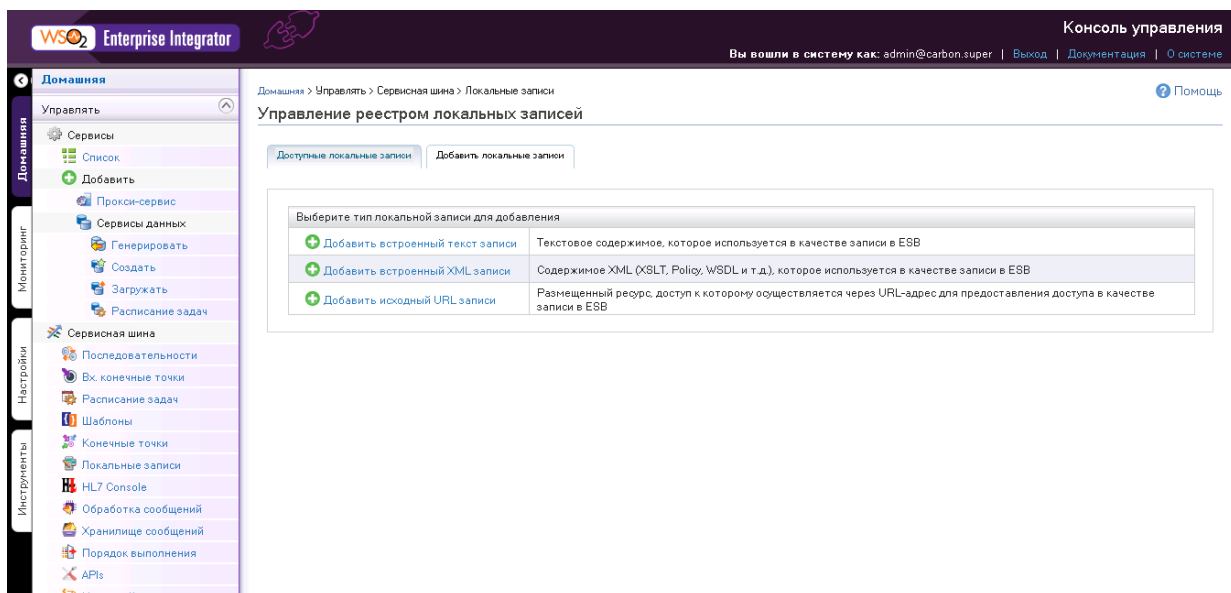 WSO2 Enterprise Integrator
Консоль управления
Вы вошли в систему как: admin@carbon.super | Выход | Документация | О системе
Домашняя
Мониторинг
Настройки
Инструменты
Домашняя
Управлять
Сервисы
Список
Добавить
Прокси-сервис
Сервисы данных
Генерировать
Создать
Загружать
Расписание задач
Сервисная шина
Последовательности
Вх. конечные точки
Расписание задач
Шаблоны
Конечные точки
Локальные записи
HL7 Console
Обработка сообщений
Хранилище сообщений
Порядок выполнения
APIs
Домашняя > Управлять > Сервисная шина > Локальные записи
Помощь
Управление реестром локальных записей
Доступные локальные записи
Добавить локальные записи
Выберите тип локальной записи для добавления
Добавить встроенный текст записи
Текстовое содержимое, которое используется в качестве записи в ESB
Добавить встроенный XML записи
Содержимое XML (XSLT, Policy, WSDL и т.д.), которое используется в качестве записи в ESB
Добавить исходный URL записи
Размещенный ресурс, доступ к которому осуществляется через URL-адрес для предоставления доступа в качестве
записи в ESB